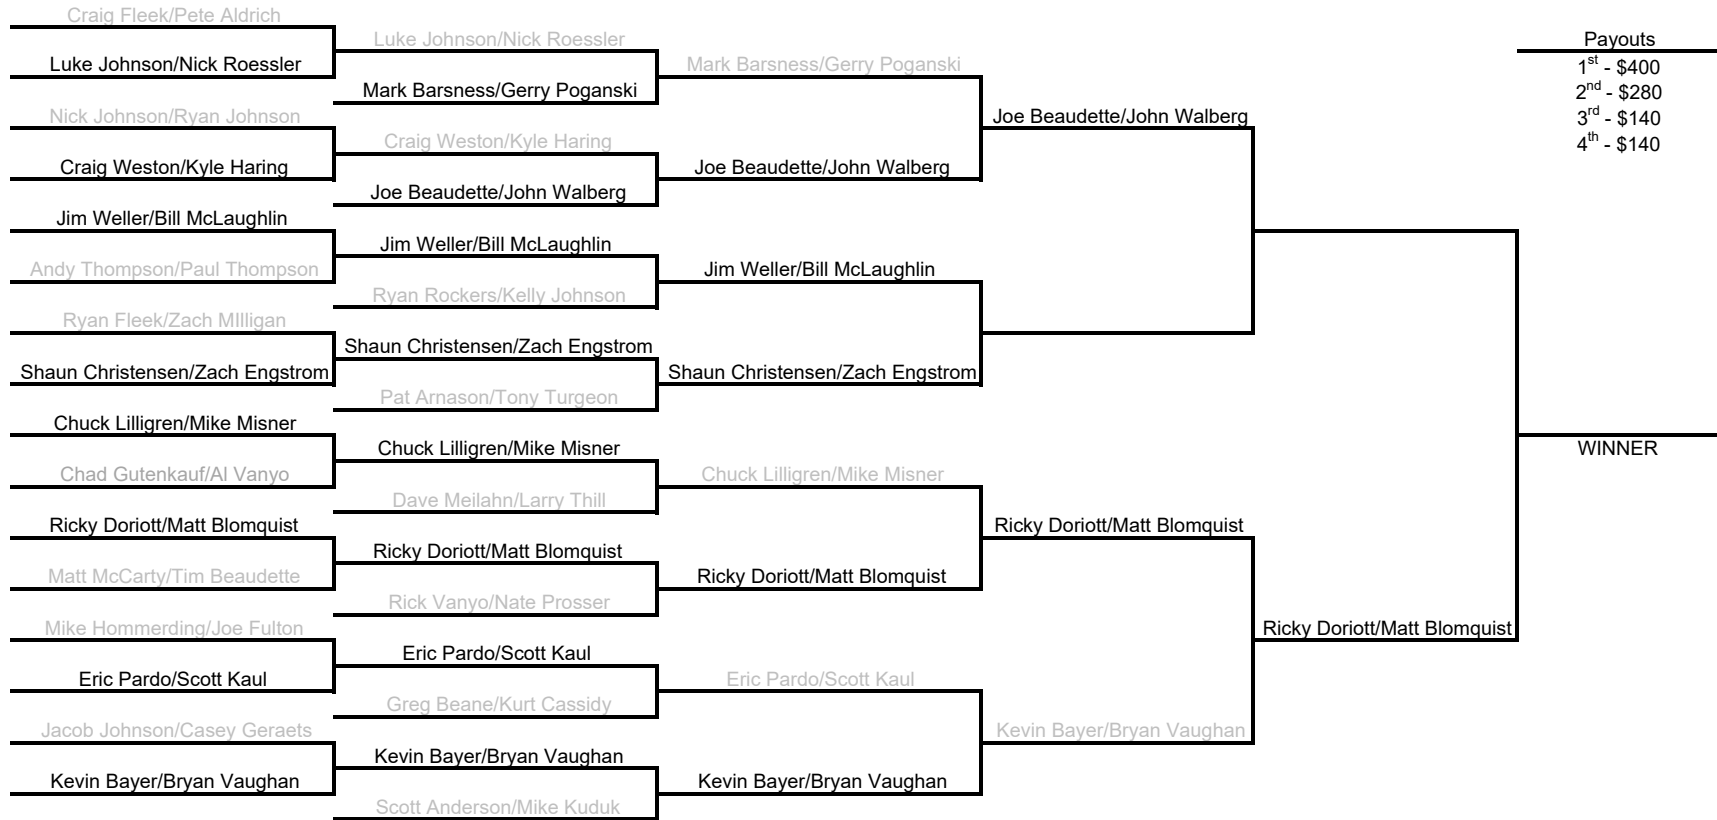 Craig Fleek/Pete Aldrich
Luke Johnson/Nick Roessler
Nick Johnson/Ryan Johnson
Craig Weston/Kyle Haring
Jim Weller/Bill McLaughlin
Andy Thompson/Paul Thompson
Ryan Fleek/Zach MIlligan
Shaun Christensen/Zach Engstrom
Chuck Lilligren/Mike Misner
Chad Gutenkauf/Al Vanyo
Ricky Doriott/Matt Blomquist
Matt McCarty/Tim Beaudette
Mike Hommerding/Joe Fulton
Eric Pardo/Scott Kaul
Jacob Johnson/Casey Geraets
Kevin Bayer/Bryan Vaughan
Luke Johnson/Nick Roessler
Mark Barsness/Gerry Poganski
Craig Weston/Kyle Haring
Joe Beaudette/John Walberg
Jim Weller/Bill McLaughlin
Ryan Rockers/Kelly Johnson
Shaun Christensen/Zach Engstrom
Pat Arnason/Tony Turgeon
Chuck Lilligren/Mike Misner
Dave Meilahn/Larry Thill
Ricky Doriott/Matt Blomquist
Rick Vanyo/Nate Prosser
Eric Pardo/Scott Kaul
Greg Beane/Kurt Cassidy
Kevin Bayer/Bryan Vaughan
Scott Anderson/Mike Kuduk
Mark Barsness/Gerry Poganski
Joe Beaudette/John Walberg
Jim Weller/Bill McLaughlin
Shaun Christensen/Zach Engstrom
Chuck Lilligren/Mike Misner
Ricky Doriott/Matt Blomquist
Eric Pardo/Scott Kaul
Kevin Bayer/Bryan Vaughan
Joe Beaudette/John Walberg
Ricky Doriott/Matt Blomquist
Kevin Bayer/Bryan Vaughan
Ricky Doriott/Matt Blomquist
Payouts
1st - $400
2nd - $280
3rd - $140
4th - $140
WINNER